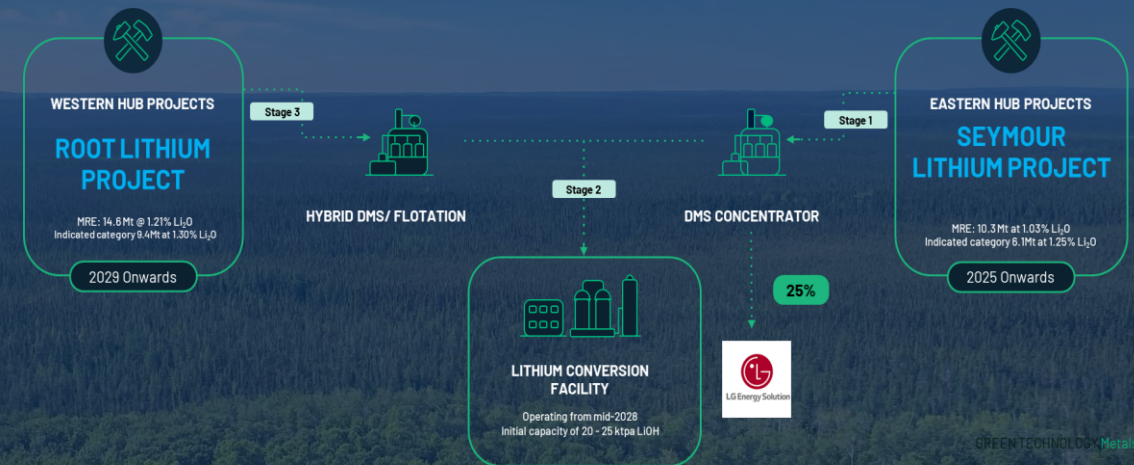 WESTERN HUB PROJECTS
ROOT LITHIUM
PROJECT
MRE: 14.6 Mt @ 1.21% Li₂O
Indicated category 9.4Mt at 1.30% Li₂O
2029 Onwards
Stage 3
HYBRID DMS/ FLOTATION
Stage 2
LITHIUM CONVERSION
FACILITY
Operating from mid-2028
Initial capacity of 20 - 25 ktpa LiOH
Stage 1
DMS CONCENTRATOR
25%
LG
LG Energy Solution
EASTERN HUB PROJECTS
SEYMOUR
LITHIUM PROJECT
MRE: 10.3 Mt at 1.03% Li₂O
Indicated category 6.1Mt at 1.25% Li₂O
2025 Onwards
GREEN TECHNOLOGY Metals